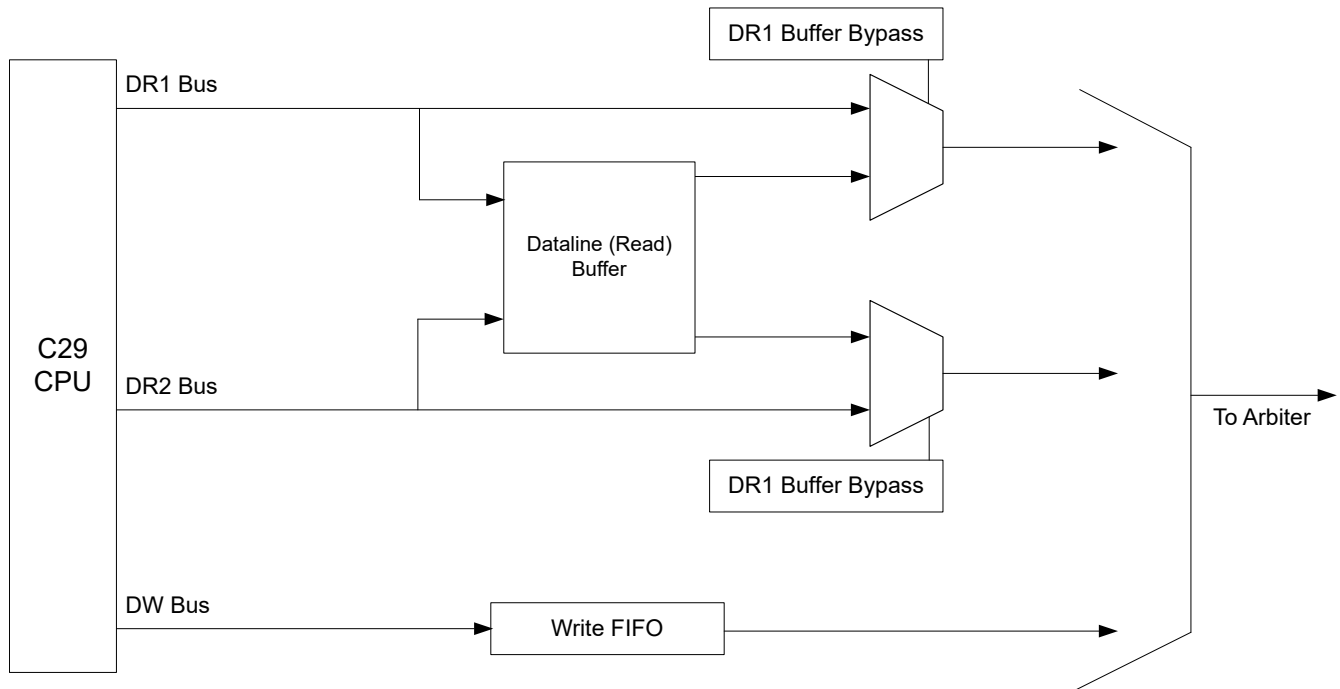 DR1 Buffer Bypass
DR1 Bus
Dataline (Read)
Buffer
C29
CPU
DR2 Bus
To Arbiter
DR1 Buffer Bypass
DW Bus
Write FIFO